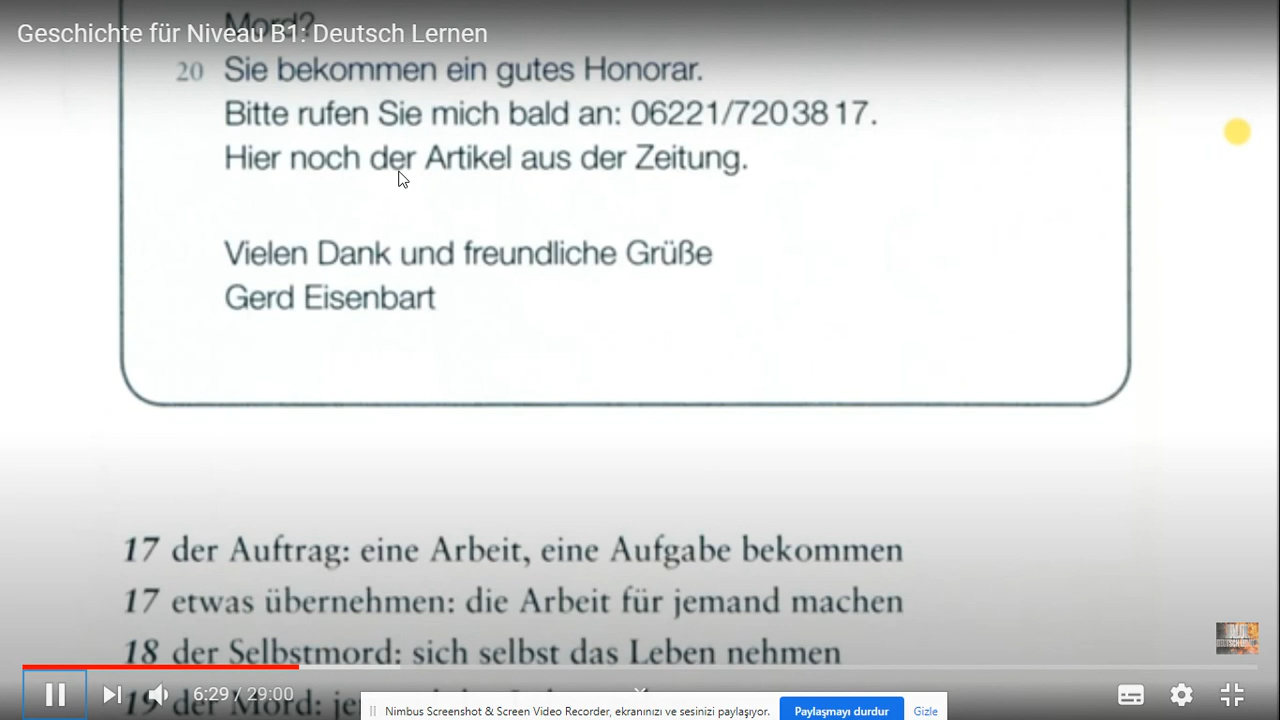 Mord?
Geschichte für Niveau B1: Deutsch Lernen
20 Sie bekommen ein gutes Honorar.
Bitte rufen Sie mich bald an: 06221/7203817.
Hier noch der Artikel aus der Zeitung.
Vielen Dank und freundliche Grüße
Gerd Eisenbart
17 der Auftrag: eine Arbeit, eine Aufgabe bekommen
17 etwas übernehmen: die Arbeit für jemand machen
18 der Selbstmord: sich selbst das Leben nehmen
19 der Mord:
6:29 / 29:00
Nimbus Screenshot & Screen Video Recorder, ekranınızı ve sesinizi paylaşıyor. Paylaşmayı durdur Gizle